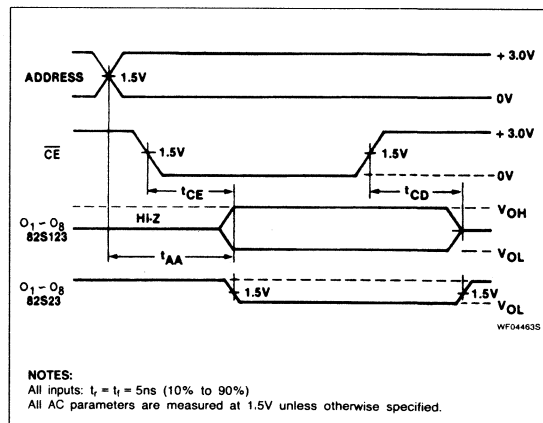 + 3.0V
ADDRESS
1.5V
0V
+ 3.0V
CE
1.5V
1.5V
0V
tCE
tCD
VOH
HI-Z
O1 – O8
82S123
VOL
tAA
O1 – O8
82S23
1.5V
1.5V
VOL
WF04463S
NOTES:
All inputs: tr = tf = 5ns (10% to 90%)
All AC parameters are measured at 1.5V unless otherwise specified.